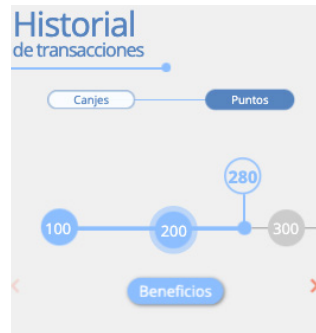 Historial
de transacciones
Canjes
Puntos
280
100
200
300
Beneficios